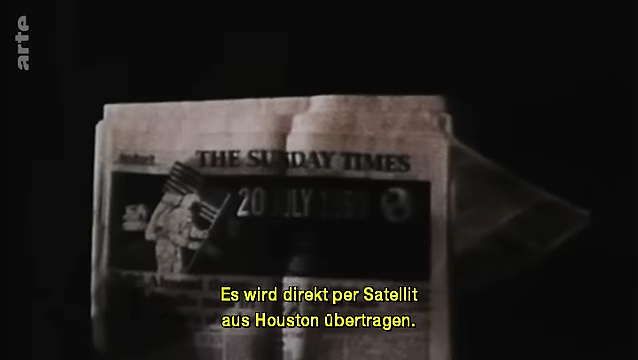 arte
THE SUNDAY TIMES
20 JULY 1969
Es wird direkt per Satellit
aus Houston übertragen.